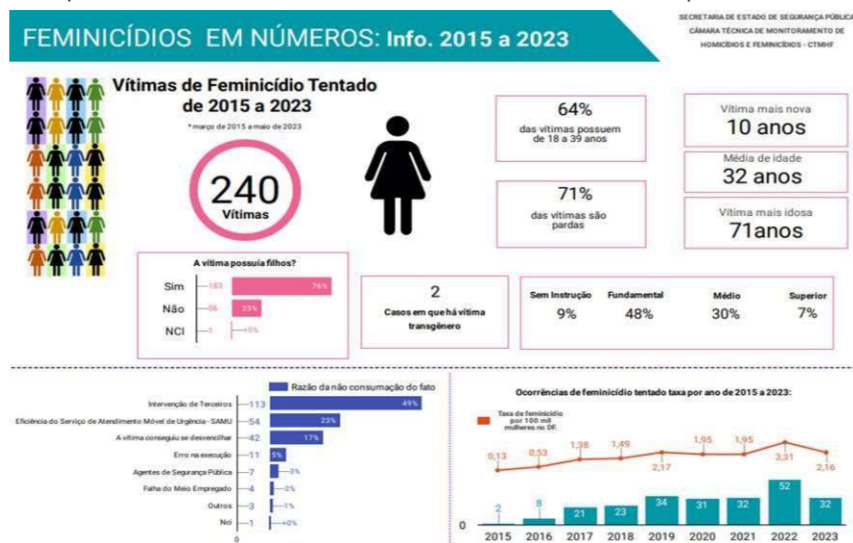 SECRETARIA DE ESTADO DE SEGURANÇA PÚBLICA
CÂMARA TÉCNICA DE MONITORAMENTO DE
HOMICÍDIOS E FEMINICÍDIOS - CTMHF
FEMINICÍDIOS EM NÚMEROS: Info. 2015 a 2023
Vítimas de Feminicídio Tentado
de 2015 a 2023
*março de 2015 a maio de 2023
240
Vítimas
64%
das vítimas possuem
de 18 a 39 anos
71%
das vítimas são
pardas
Vítima mais nova
10 anos
Média de idade
32 anos
Vítima mais idosa
71anos
A vítima possuía filhos?
Sim 183 76%
Não 56 23%
NCI 1 +0%
2
Casos em que há vítima
transgênero
Sem Instrução Fundamental Médio Superior
9% 48% 30% 7%
Razão da não consumação do fato
Intervenção de Terceiros 113 49%
Eficiência do Serviço de Atendimento Móvel de Urgência - SAMU 54 23%
A vítima conseguiu se desvencilhar 42 17%
Erro na execução 11 5%
Agentes de Segurança Pública 7 3%
Falha do Meio Empregado 4 2%
Outros 3 1%
Nci 1 +0%
0
Ocorrências de feminicídio tentado taxa por ano de 2015 a 2023:
Taxa de feminicídio
por 100 mil
mulheres no DF.
0,13 0,53 1,38 1,49 2,17 1,95 1,95 3,31 2,16
2 8 21 23 34 31 32 52 32
0
2015 2016 2017 2018 2019 2020 2021 2022 2023